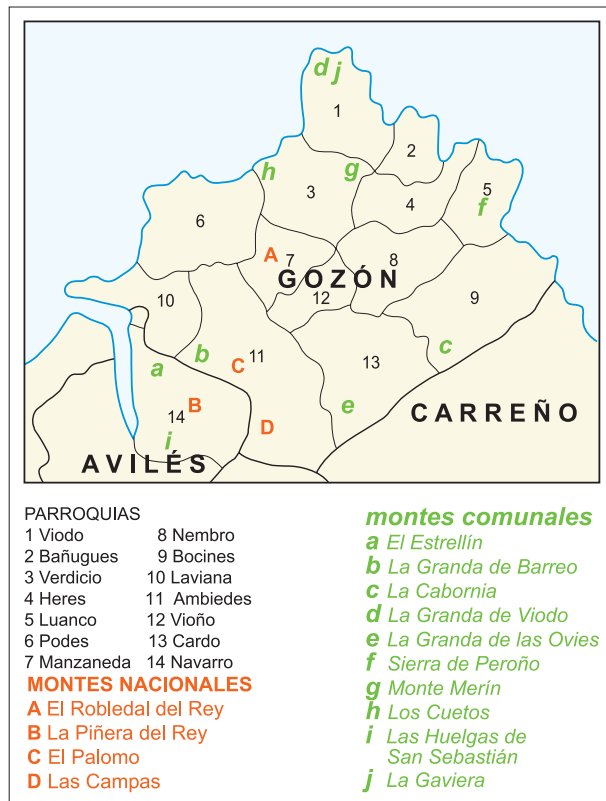 d j
1
2
h
g
3
5
4
f
6
A
7
8
GOZÓN
10
12
9
b
11
c
a
C
13
B
e
14
CARREÑO
D
i
AVILÉS
PARROQUIAS
1 Viodo
2 Bañugues
3 Verdicio
4 Heres
5 Luanco
6 Podes
7 Manzaneda
8 Nembro
9 Bocines
10 Laviana
11 Ambiedes
12 Vioño
13 Cardo
14 Navarro
MONTES NACIONALES
A El Robledal del Rey
B La Piñera del Rey
C El Palomo
D Las Campas
montes comunales
a El Estrellín
b La Granda de Barreo
c La Cabornia
d La Granda de Viodo
e La Granda de las Ovies
f Sierra de Peroño
g Monte Merín
h Los Cuetos
i Las Huelgas de
San Sebastián
j La Gaviera